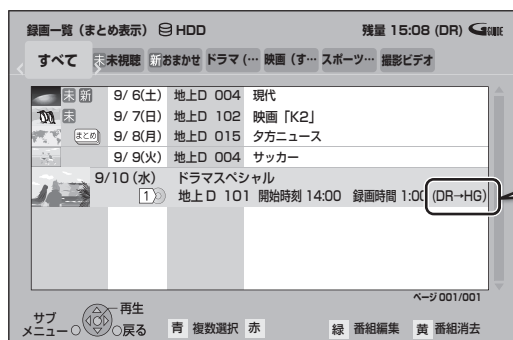 録画一覧（まとめ表示） HDD 残量 15:08 (DR) GGUIDE
すべて 未未視聴 新おまかせ ドラマ (… 映画 (す… スポーツ… 撮影ビデオ
未 新 9/ 6(土) 地上D 004 現代
未 9/ 7(日) 地上D 102 映画「K2」
まとめ 9/ 8(月) 地上D 015 夕方ニュース
9/ 9(火) 地上D 004 サッカー
9/10 (水) ドラマスペシャル
1 地上D 101 開始時刻 14:00 録画時間 1:00 (DR→HG)
ページ 001/001
サブメニュー 再生 戻る 青 複数選択 赤 緑 番組編集 黄 番組消去